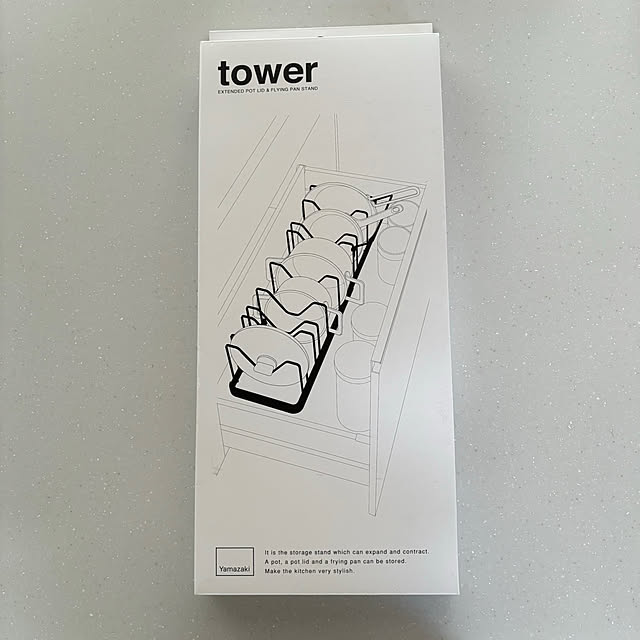 tower
EXTENDED POT LID & FLYING PAN STAND
Yamazaki
It is the storage stand which can expand and contract.
A pot, a pot lid and a frying pan can be stored.
Make the kitchen very stylish.